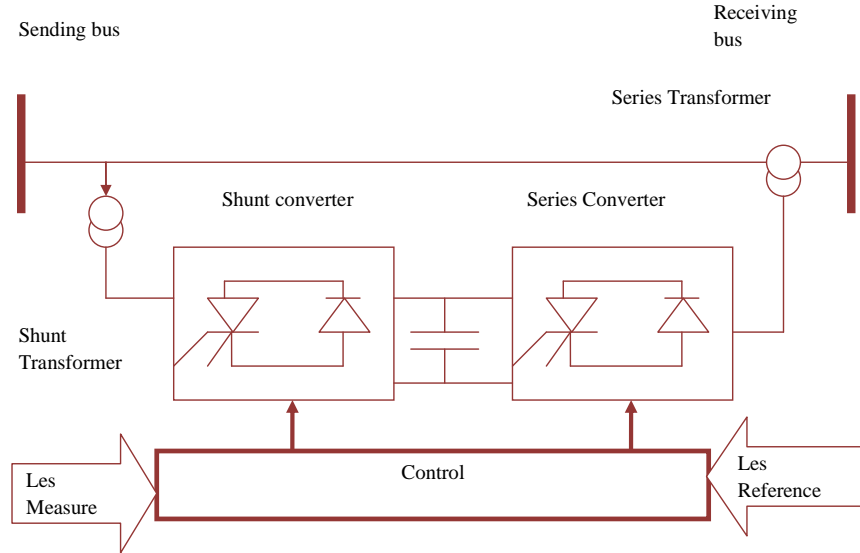 Sending bus
Receiving
bus
Series Transformer
Shunt converter
Series Converter
Shunt
Transformer
Control
Les
Measure
Les
Reference